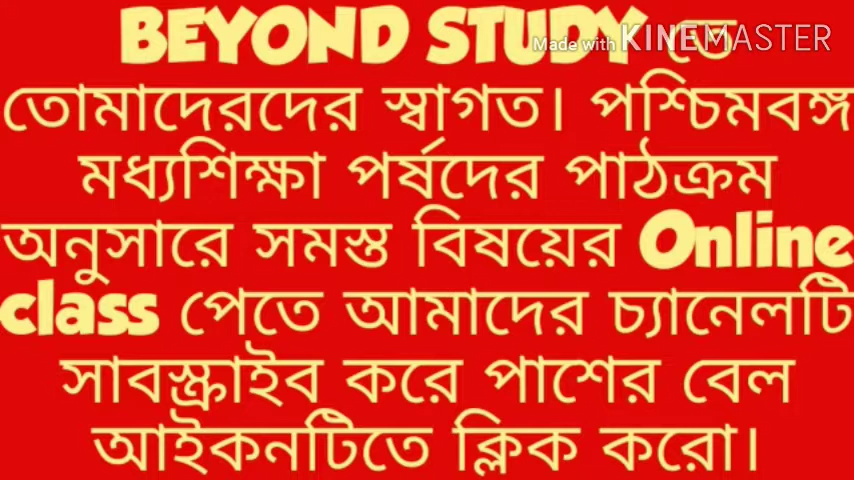 BEYOND STUDY তে
Made with KINEMASTER
তোমাদেরদের স্বাগত। পশ্চিমবঙ্গ
মধ্যশিক্ষা পর্ষদের পাঠক্রম
অনুসারে সমস্ত বিষয়ের Online
class পেতে আমাদের চ্যানেলটি
সাবস্ক্রাইব করে পাশের বেল
আইকনটিতে ক্লিক করো।